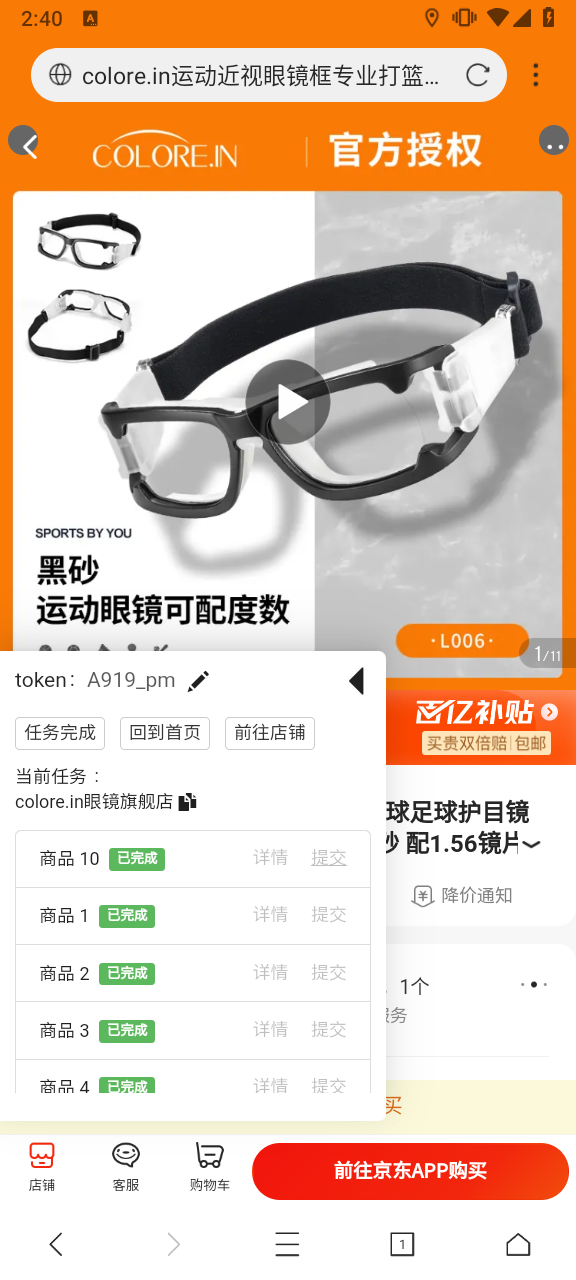 2:40
A
colore.in运动近视眼镜框专业打篮...
COLORE.IN
官方授权
SPORTS BY YOU
黑砂
运动眼镜可配度数
·L006·
1/11
token: A919_pm
任务完成
回到首页
前往店铺
百亿补贴
买贵双倍赔 包邮
当前任务：
colore.in眼镜旗舰店
球足球护目镜
配1.56镜片
降价通知
商品 10 已完成 详情 提交
商品 1 已完成 详情 提交
商品 2 已完成 详情 提交
商品 3 已完成 详情 提交
商品 4 已完成 详情 提交
1个
服务
买
店铺
客服
购物车
前往京东APP购买
1